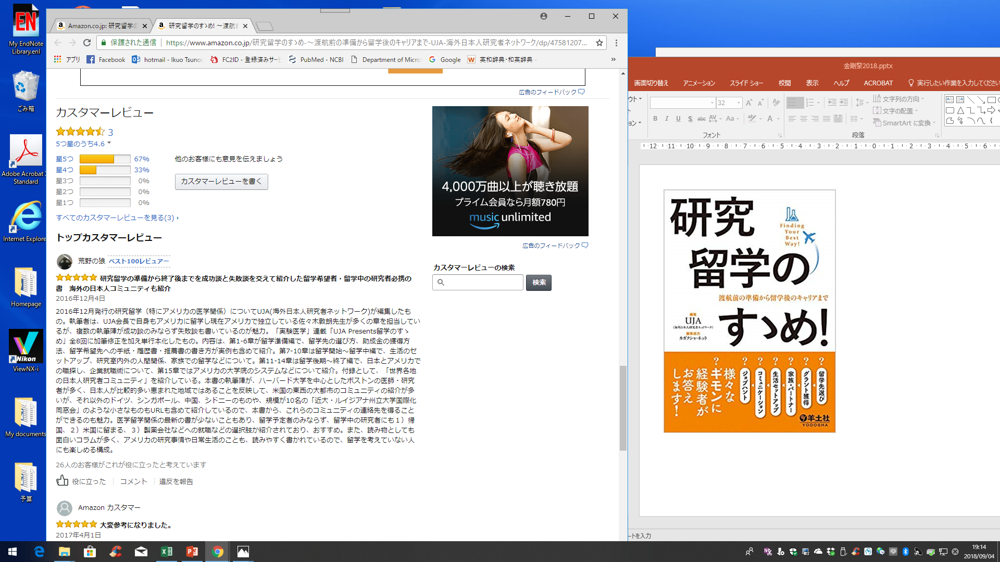 My EndNote
Library.enl
ごみ箱
Adobe Acrobat X
Standard
Internet Explore
Homepage
Nikon
ViewNX-i
My documents
予算
Amazon.co.jp: 研究留学の
研究留学のすゝめ! ～渡航前
保護された通信
https://www.amazon.co.jp/研究留学のすゝめ-～渡航前の準備から留学後のキャリアまで-UJA-海外日本人研究者ネットワーク/dp/47581207...
アプリ
Facebook
hotmail - Ikuo Tsunod
FC2ID - 登録済みサービ
PubMed - NCBI
Department of Micro
Google
英和辞典・和英辞典 -
»
広告のフィードバック
カスタマーレビュー
3
5つ星のうち4.6
星5つ 67%
星4つ 33%
星3つ 0%
星2つ 0%
星1つ 0%
他のお客様にも意見を伝えましょう
カスタマーレビューを書く
すべてのカスタマーレビューを見る(3)
トップカスタマーレビュー
荒野の狼 ベスト100レビュアー
研究留学の準備から終了後までを成功談と失敗談を交えて紹介した留学希望者・留学中の研究者必携の
書　海外の日本人コミュニティも紹介
2016年12月4日
2016年12月発行の研究留学（特にアメリカの医学関係）についてUJA(海外日本人研究者ネットワーク)が編集したも
の。執筆者は、UJA会長で自身もアメリカに留学し現在アメリカで独立している佐々木敦朗先生が多くの章を担当してい
るが、複数の執筆陣が成功談のみならず失敗談も書いているのが魅力。「実験医学」連載「UJA Presents留学のすゝ
め」全8回に加筆修正を加え単行本化したもの。内容は、第1-6章が留学準備編で、留学先の選び方、助成金の獲得方
法、留学希望先への手紙・履歴書・推薦書の書き方が実例も含めて紹介。第7-10章は留学開始～留学中編で、生活のセ
ットアップ、研究室内外の人間関係、家族での留学などについて。第11-14章は留学後期～終了編で、日本とアメリカで
の職探し、企業就職術について、第15章ではアメリカの大学院のシステムなどについて紹介。付録として、「世界各地
の日本人研究者コミュニティ」を紹介している。本書の執筆陣が、ハーバード大学を中心としたボストンの医師・研究
者が多く、日本人が比較的多い恵まれた地域ではあることを反映して、米国の東西の大都市のコミュニティの紹介が多
いが、それ以外のドイツ、シンガポール、中国、シドニーのものや、規模が10名の「近大・ルイジアナ州立大学国際化
同窓会」のような小さなものもURLも含めて紹介しているので、本書から、これらのコミュニティの連絡先を得ること
ができるのも魅力。医学留学関係の最新の書が少ないこともあり、留学予定者のみならず、留学中の研究者にも１）帰
国、２）米国に留まる、３）製薬会社などへの就職などの選択肢が紹介されており、おすすめ。また、読み物としても
面白いコラムが多く、アメリカの研究事情や日常生活のことも、読みやすく書かれているので、留学を考えていない人
にも楽しめる構成。
26人のお客様がこれが役に立ったと考えています
役に立った
コメント
違反を報告
Amazon カスタマー
大変参考になりました。
2017年4月1日
4,000万曲以上が聴き放題
プライム会員なら月額780円
music unlimited
広告のフィードバック
カスタマーレビューの検索
検索
金剛祭2018.pptx
画面切り替え
アニメーション
スライド ショー
校閲
表示
ヘルプ
ACROBAT
実行したい作業を入力してください
ウト
ョン
32
B I U S abc AV Aa A
フォント
文字列の方向
文字の配置
SmartArt に変換
段落
12 11 10 9 8 7 6 5 4 3 2 1 0 1 2 3 4 5 6
研究
留学の
すゝめ!
Finding
Your
Best
Way!
渡航前の準備から留学後のキャリアまで
編集
UJA
(海外日本人研究者ネットワーク)
編集協力
カガクシャ・ネット
? 留学先選び
? グラント獲得
? 家族・パートナー
? 生活セットアップ
? コミュニケーション
? ジョブハント
様々な
?ギモンに
経験者が
お答え
します!
羊土社
YODOSHA
ートを入力
19:14
2018/09/04